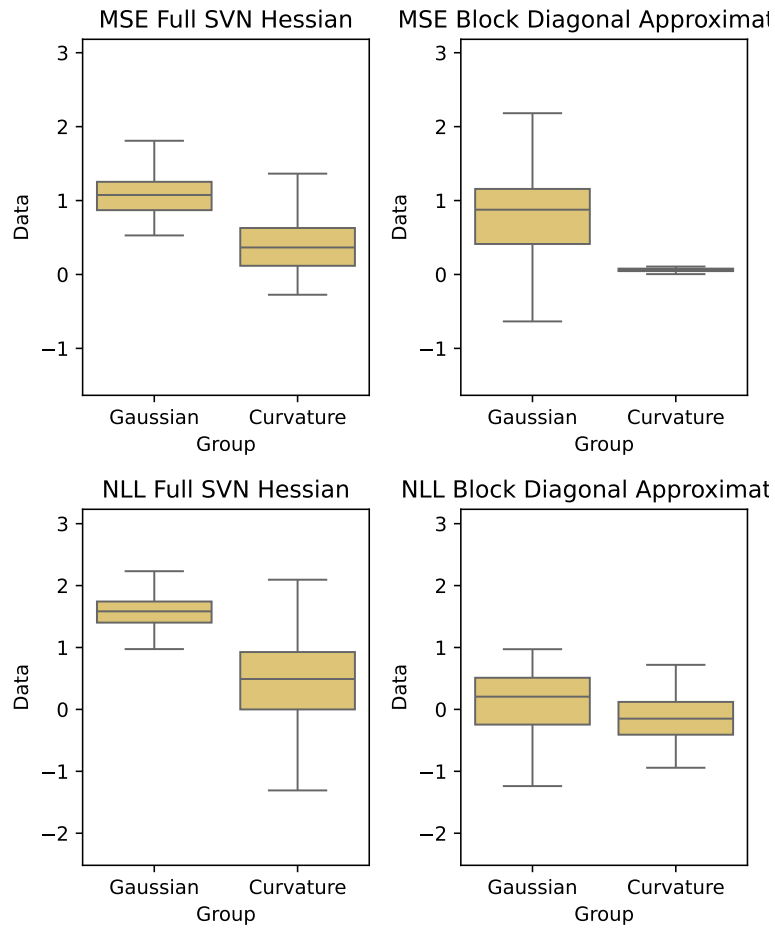 MSE Full SVN Hessian
MSE Block Diagonal Approximat
3
2
1
0
−1
Data
Gaussian
Curvature
Group
3
2
1
0
−1
Data
Gaussian
Curvature
Group
NLL Full SVN Hessian
NLL Block Diagonal Approximat
3
2
1
0
−1
−2
Data
Gaussian
Curvature
Group
3
2
1
0
−1
−2
Data
Gaussian
Curvature
Group